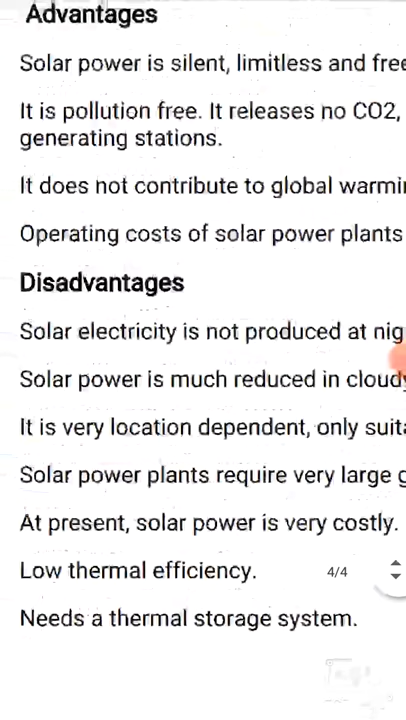 Advantages
Solar power is silent, limitless and free
It is pollution free. It releases no CO2,
generating stations.
It does not contribute to global
Operating costs of solar power plants
Disadvantages
Solar electricity is not produced at
Solar power is much reduced in
It is very location dependent, only
Solar power plants require very large
At present, solar power is very costly.
Low thermal efficiency.
4/4
Needs a thermal storage system.